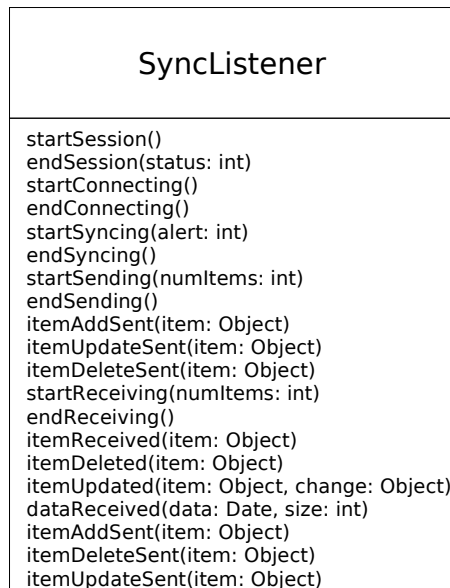 SyncListener
startSession()
endSession(status: int)
startConnecting()
endConnecting()
startSyncing(alert: int)
endSyncing()
startSending(numItems: int)
endSending()
itemAddSent(item: Object)
itemUpdateSent(item: Object)
itemDeleteSent(item: Object)
startReceiving(numItems: int)
endReceiving()
itemReceived(item: Object)
itemDeleted(item: Object)
itemUpdated(item: Object, change: Object)
dataReceived(data: Date, size: int)
itemAddSent(item: Object)
itemDeleteSent(item: Object)
itemUpdateSent(item: Object)